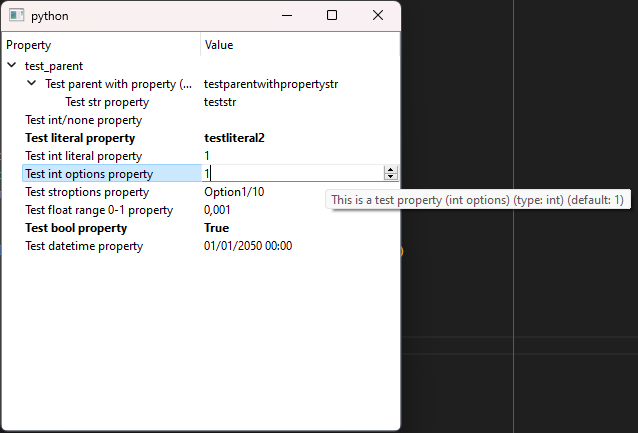 python
Property Value
test_parent
Test parent with property (... testparentwithpropertystr
Test str property teststr
Test int/none property
Test literal property testliteral2
Test int literal property 1
Test int options property 1
Test stroptions property Option1/10
This is a test property (int options) (type: int) (default: 1)
Test float range 0-1 property 0,001
Test bool property True
Test datetime property 01/01/2050 00:00